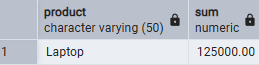 product sum
character varying (50) numeric
1 Laptop 125000.00